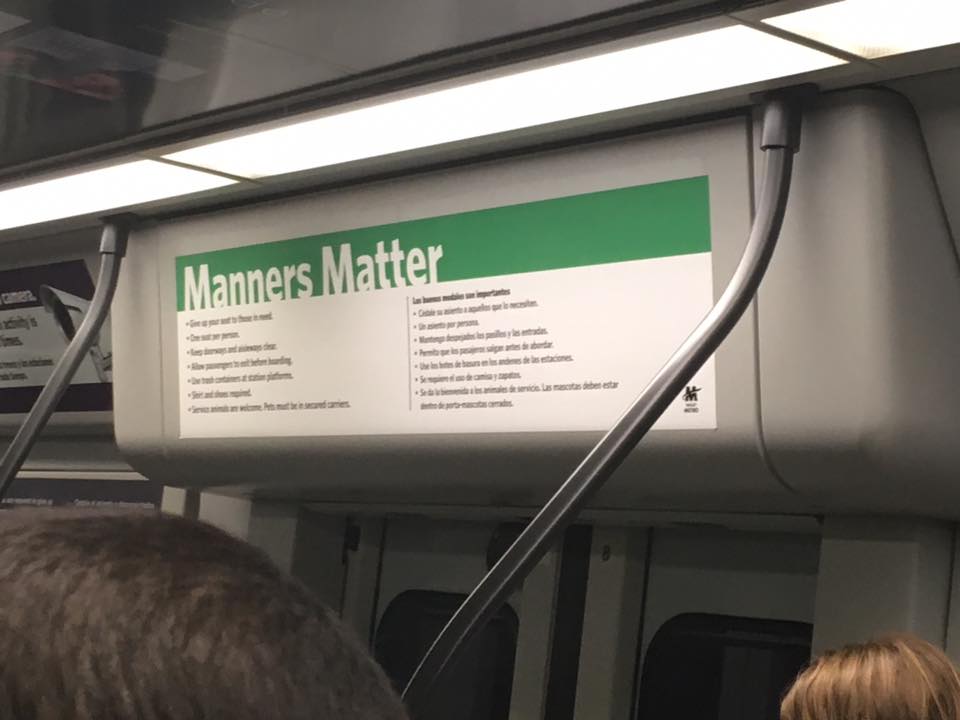 Manners Matter
• Give up your seat to those in need.
• One seat per person.
• Keep doorways and aisleways clear.
• Allow passengers to exit before boarding.
• Use trash containers at station platforms.
• Shirt and shoes required.
• Service animals are welcome. Pets must be in secured carriers.
Los buenos modales son importantes
• Cédale su asiento a aquellos que lo necesiten.
• Un asiento por persona.
• Mantenga despejados los pasillos y las entradas.
• Permita que los pasajeros salgan antes de abordar.
• Use los botes de basura en los andenes de las estaciones.
• Se requiere el uso de camisa y zapatos.
• Se da la bienvenida a los animales de servicio. Las mascotas deben estar
dentro de porta-mascotas cerrados.
METRO
camera.
activity is
times.